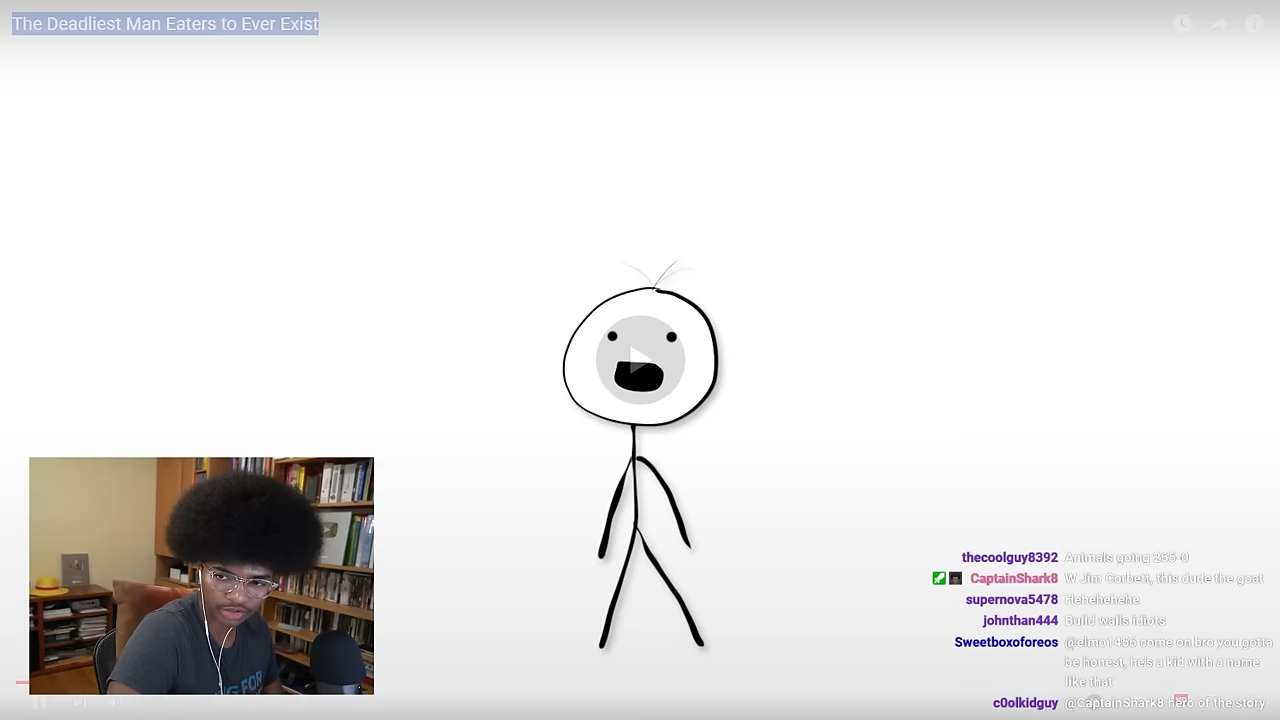 The Deadliest Man Eaters to Ever Exist
thecoolguy8392 Animals going 265-0
CaptainShark8 W Jim Corbett, this dude the goat
supernova5478 Hehehehehe
johnthan444 Build walls idiots
Sweetboxoforeos @elmo1456 come on bro you gotta
be honest, he's a kid with a name
like that
c0olkidguy @CaptainShark8 hero of the story
NG FOR